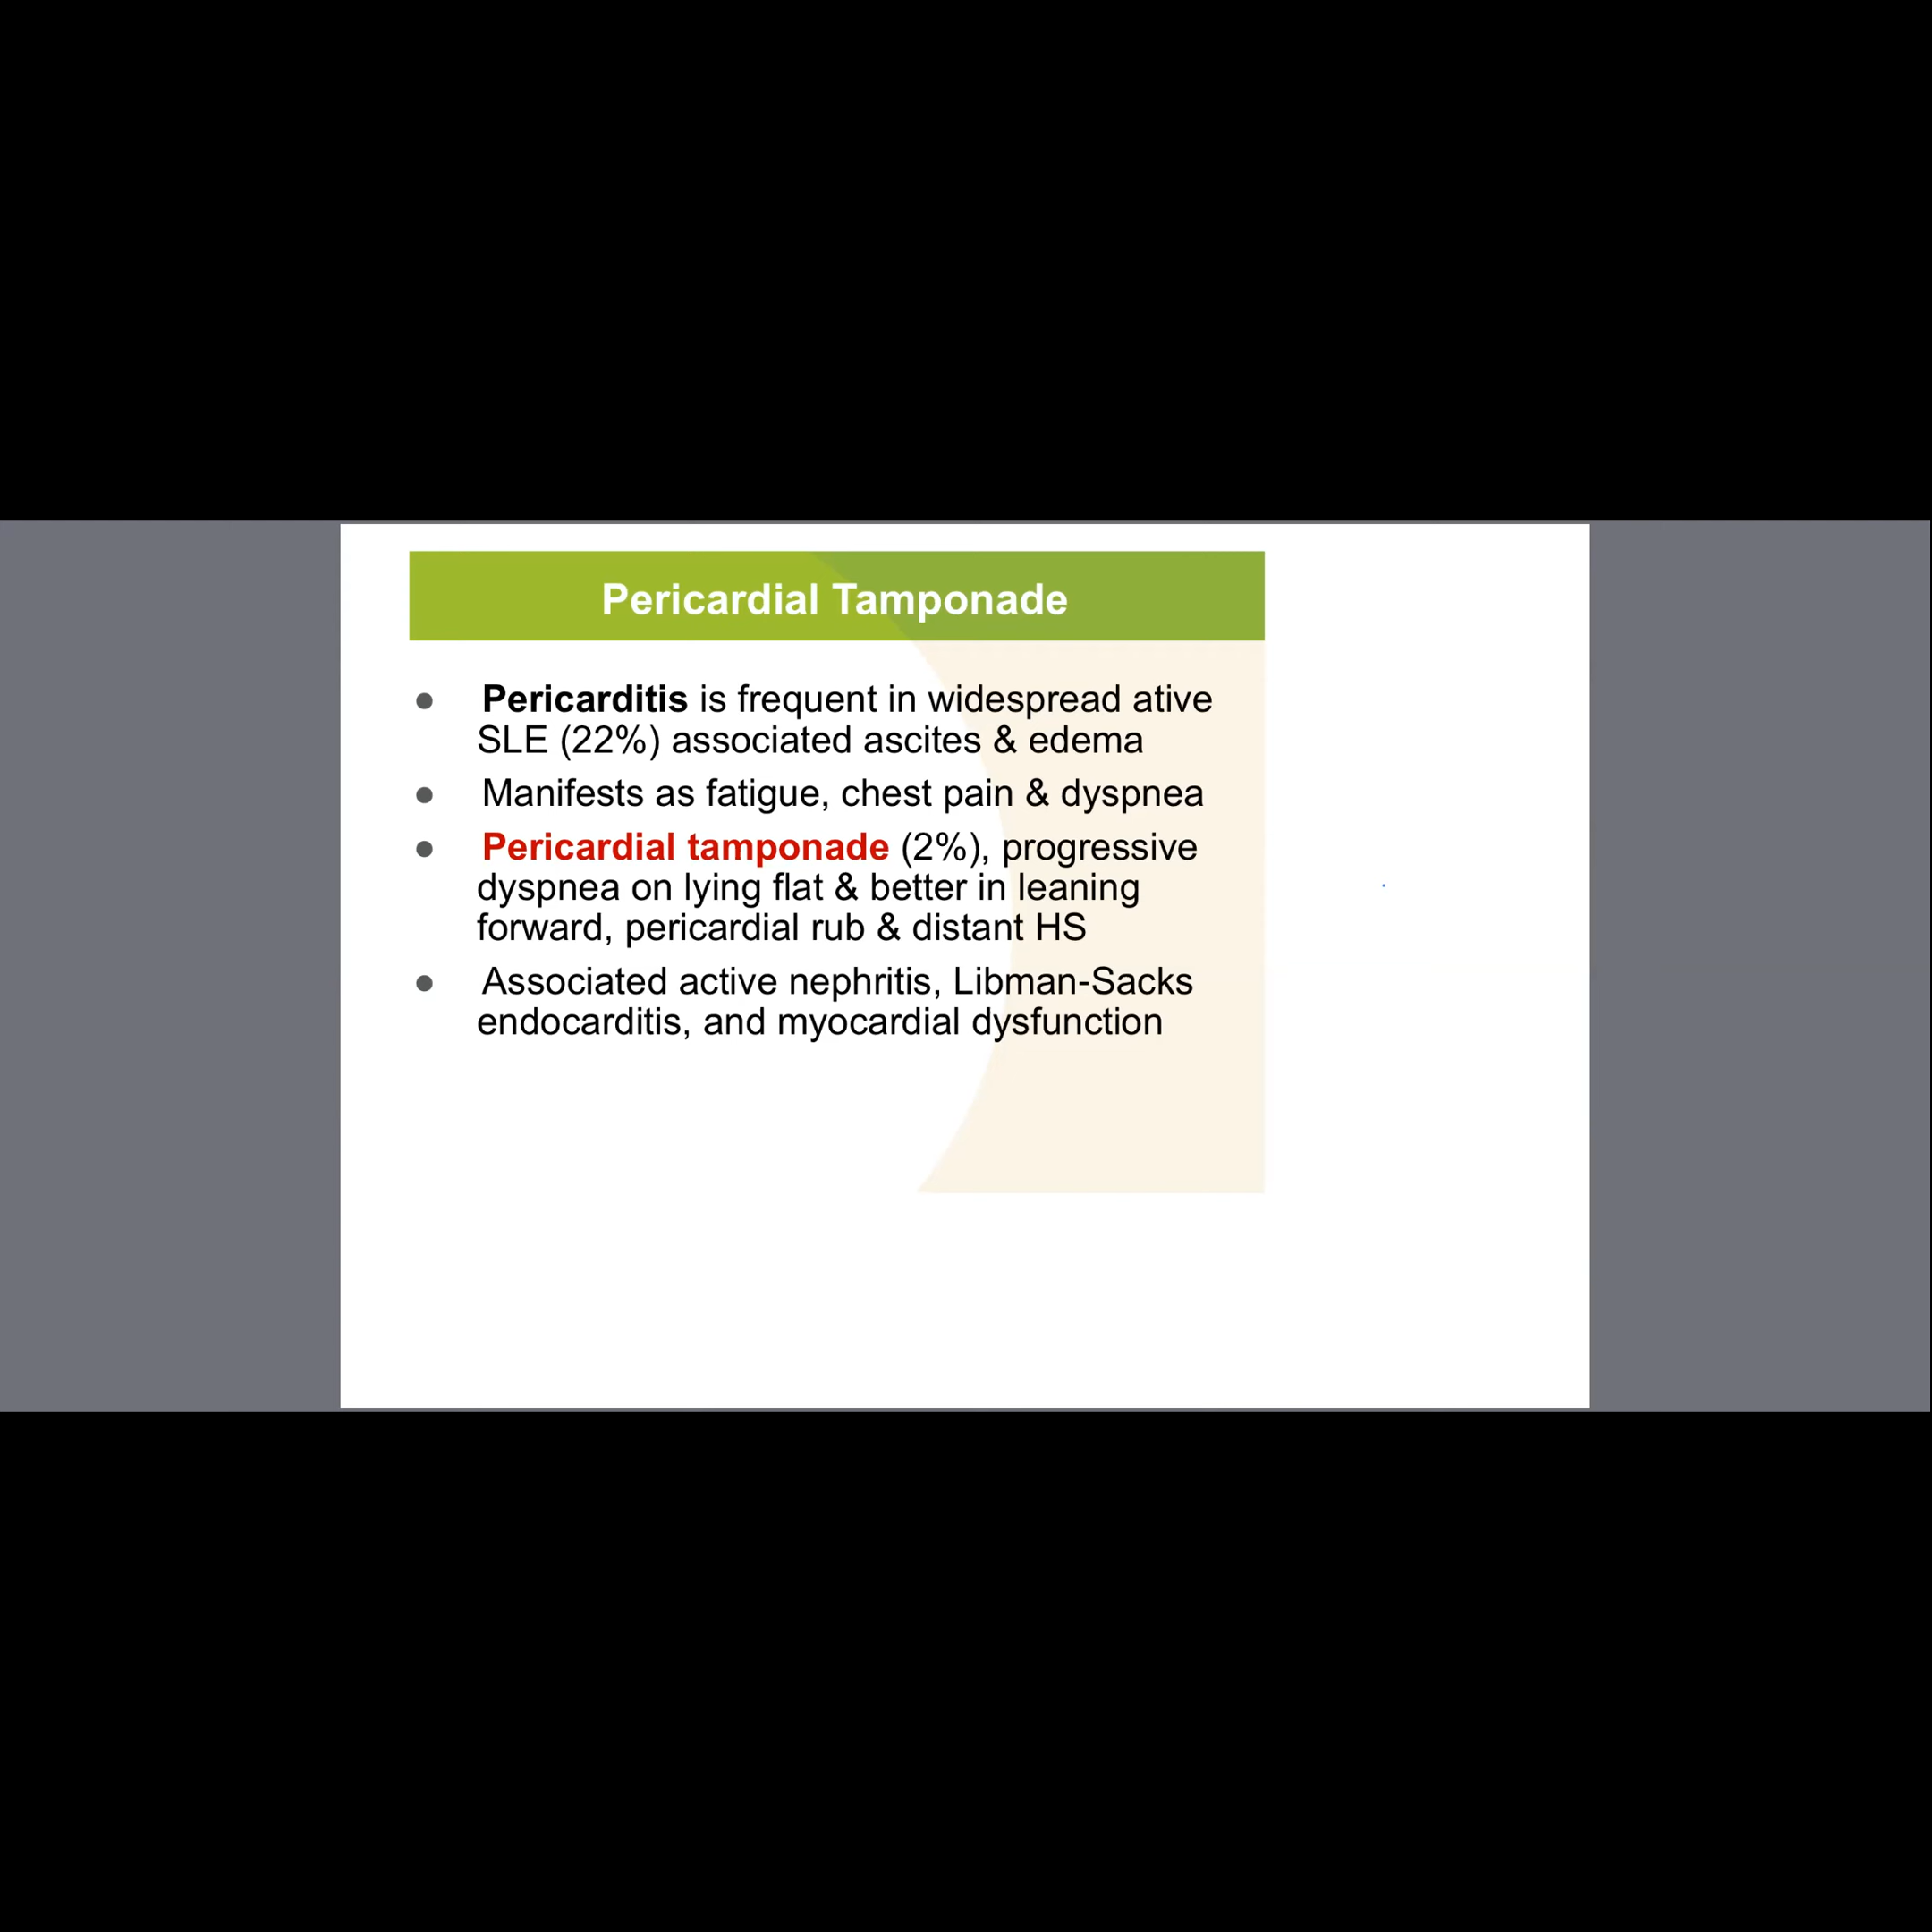 Pericardial Tamponade
● Pericarditis is frequent in widespread ative
SLE (22%) associated ascites & edema
● Manifests as fatigue, chest pain & dyspnea
● Pericardial tamponade (2%), progressive
dyspnea on lying flat & better in leaning
forward, pericardial rub & distant HS
● Associated active nephritis, Libman-Sacks
endocarditis, and myocardial dysfunction